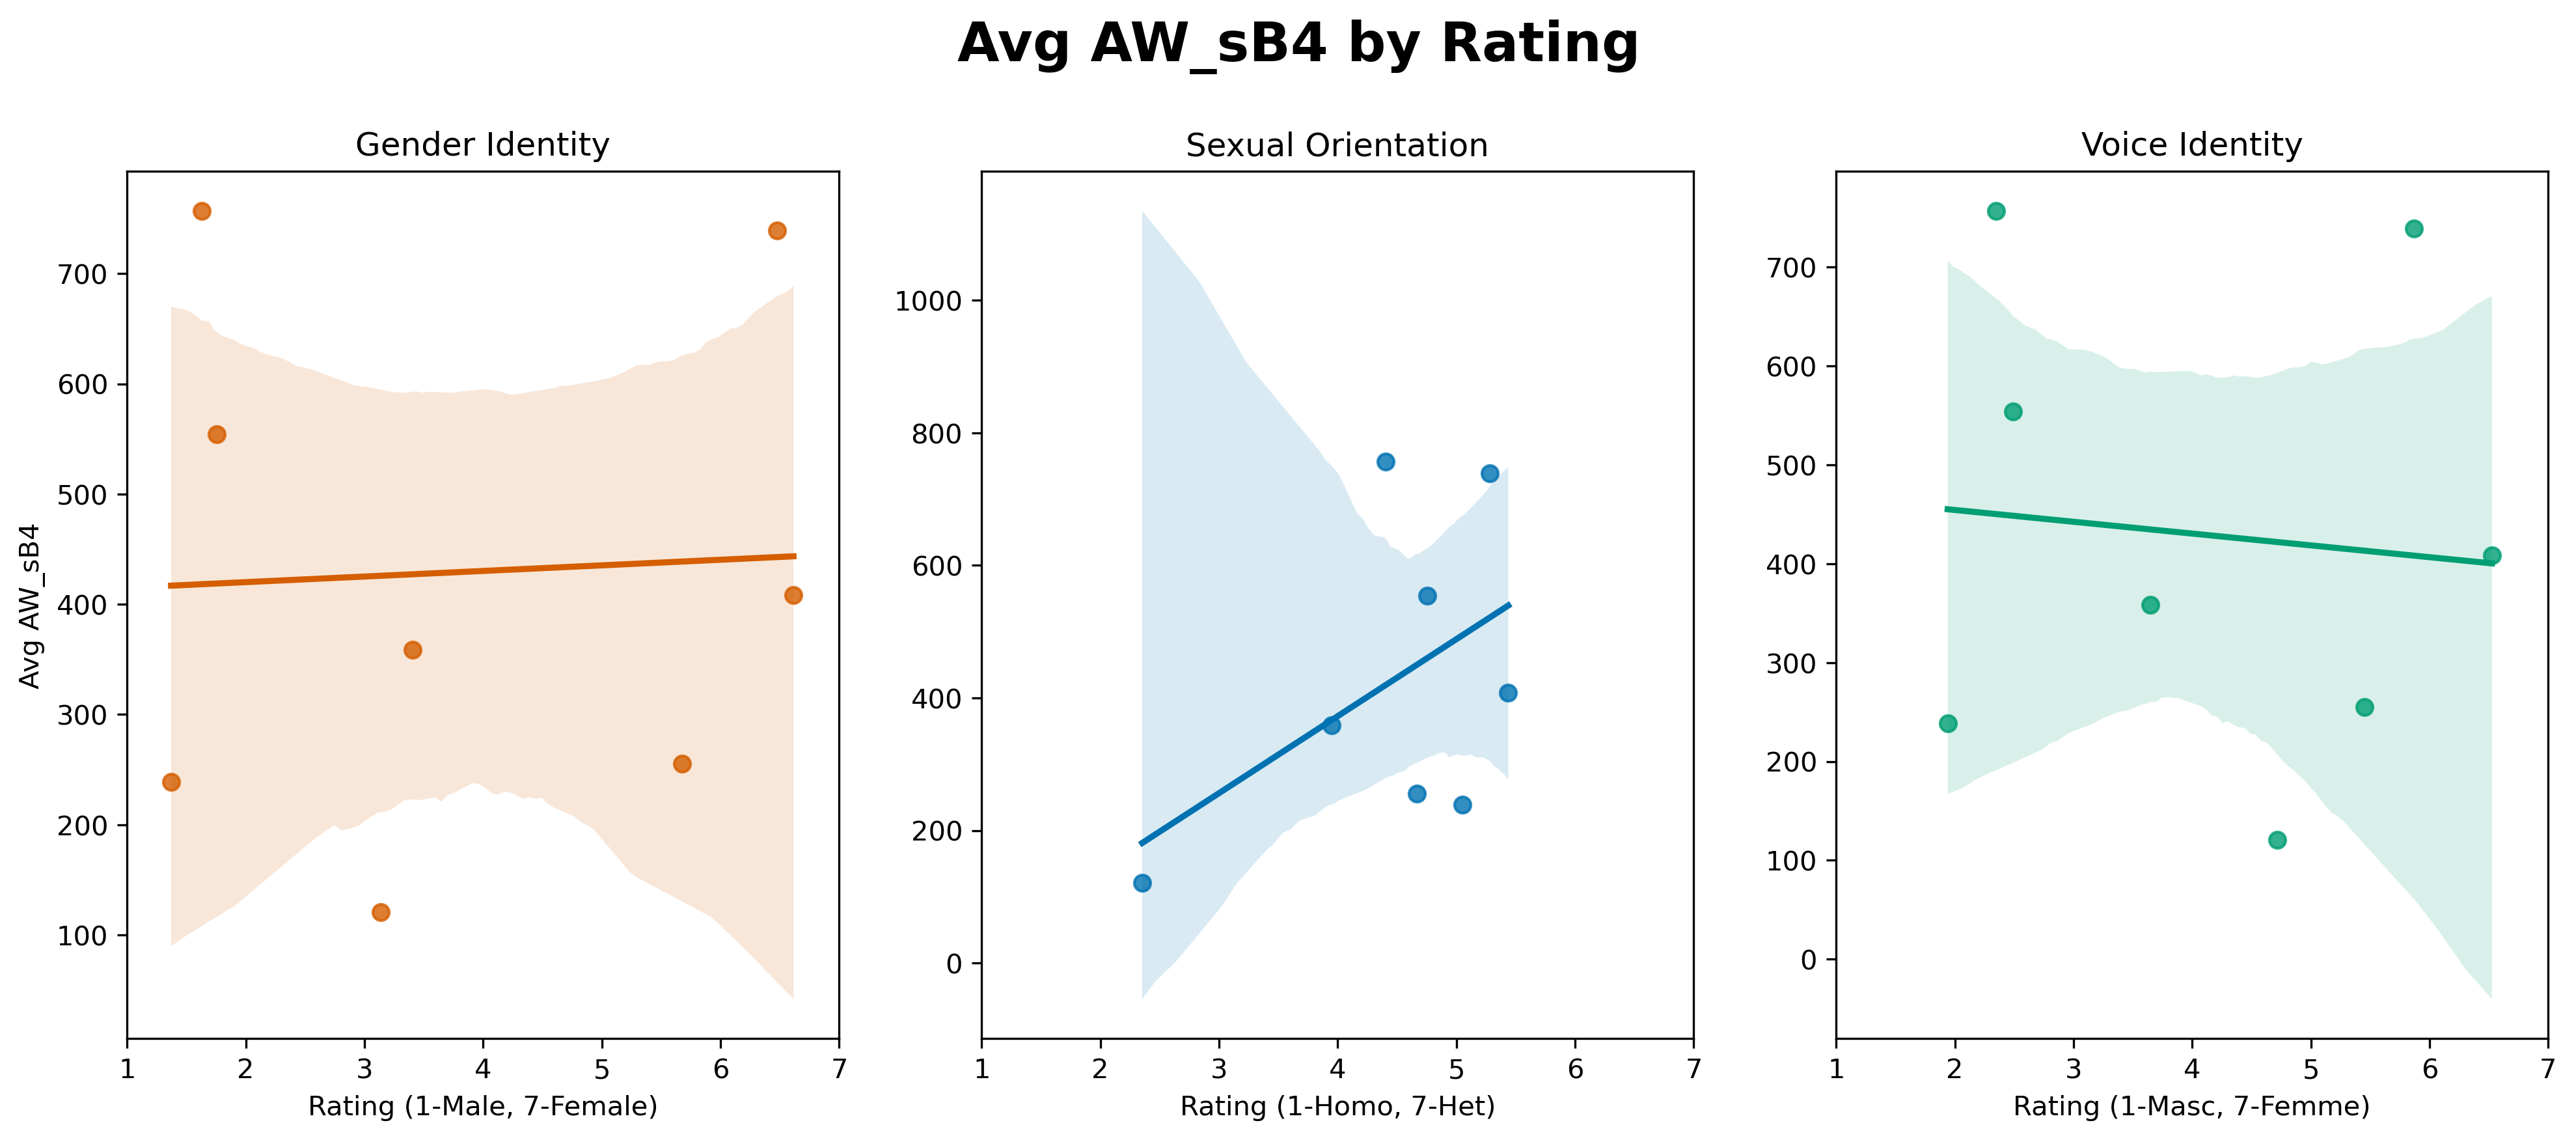 Avg AW_sB4 by Rating
Gender Identity
Avg AW_sB4
700
600
500
400
300
200
100
1 2 3 4 5 6 7
Rating (1-Male, 7-Female)
Sexual Orientation
1000
800
600
400
200
0
1 2 3 4 5 6 7
Rating (1-Homo, 7-Het)
Voice Identity
700
600
500
400
300
200
100
0
1 2 3 4 5 6 7
Rating (1-Masc, 7-Femme)